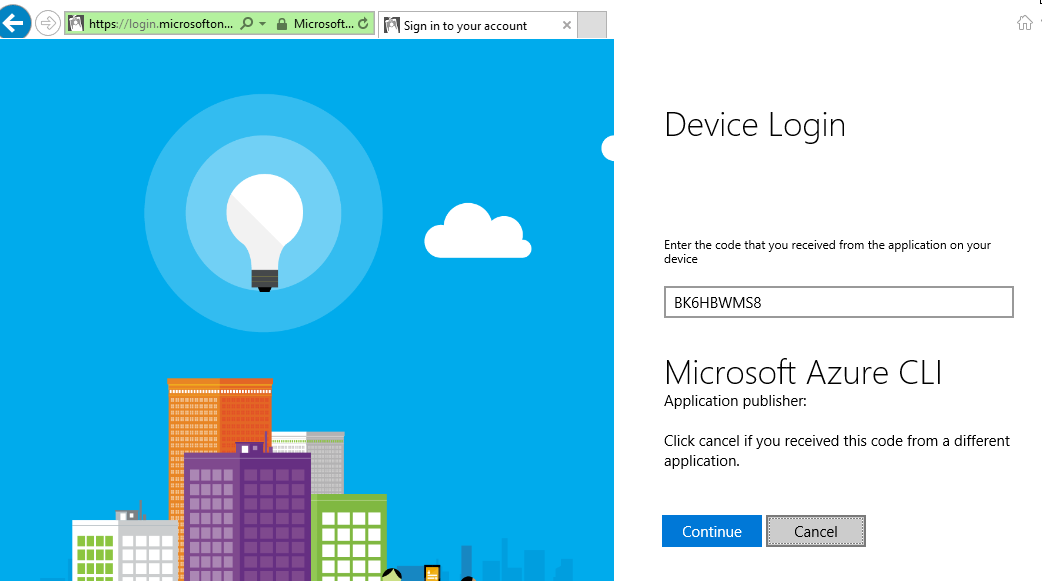 https://login.microsofton... Microsoft... Sign in to your account
Device Login
Enter the code that you received from the application on your
device
BK6HBWMS8
Microsoft Azure CLI
Application publisher:
Click cancel if you received this code from a different
application.
Continue Cancel